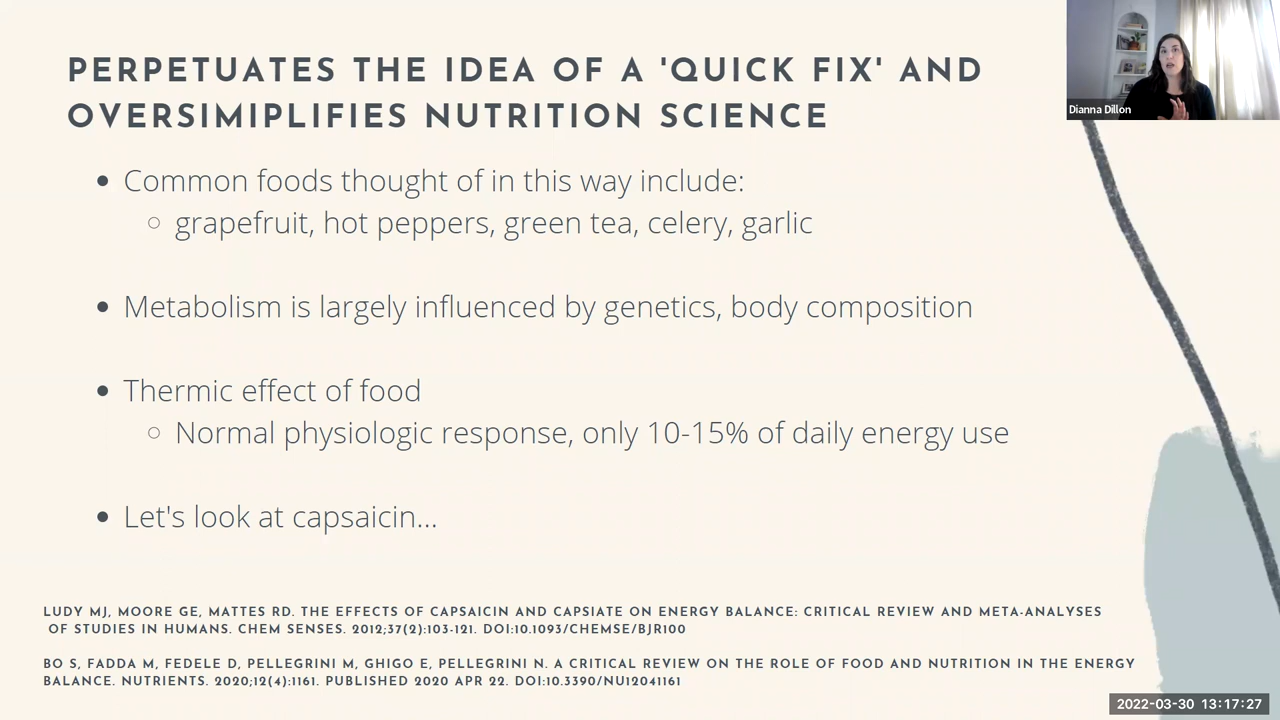 PERPETUATES THE IDEA OF A 'QUICK FIX' AND
OVERSIMIPLIFIES NUTRITION SCIENCE
Dianna Dillon
• Common foods thought of in this way include:
○ grapefruit, hot peppers, green tea, celery, garlic
• Metabolism is largely influenced by genetics, body composition
• Thermic effect of food
○ Normal physiologic response, only 10-15% of daily energy use
• Let's look at capsaicin...
LUDY MJ, MOORE GE, MATTES RD. THE EFFECTS OF CAPSAICIN AND CAPSIATE ON ENERGY BALANCE: CRITICAL REVIEW AND META-ANALYSES
OF STUDIES IN HUMANS. CHEM SENSES. 2012;37(2):103-121. DOI:10.1093/CHEMSE/BJR100
BO S, FADDA M, FEDELE D, PELLEGRINI M, GHIGO E, PELLEGRINI N. A CRITICAL REVIEW ON THE ROLE OF FOOD AND NUTRITION IN THE ENERGY
BALANCE. NUTRIENTS. 2020;12(4):1161. PUBLISHED 2020 APR 22. DOI:10.3390/NU12041161
2022-03-30 13:17:27